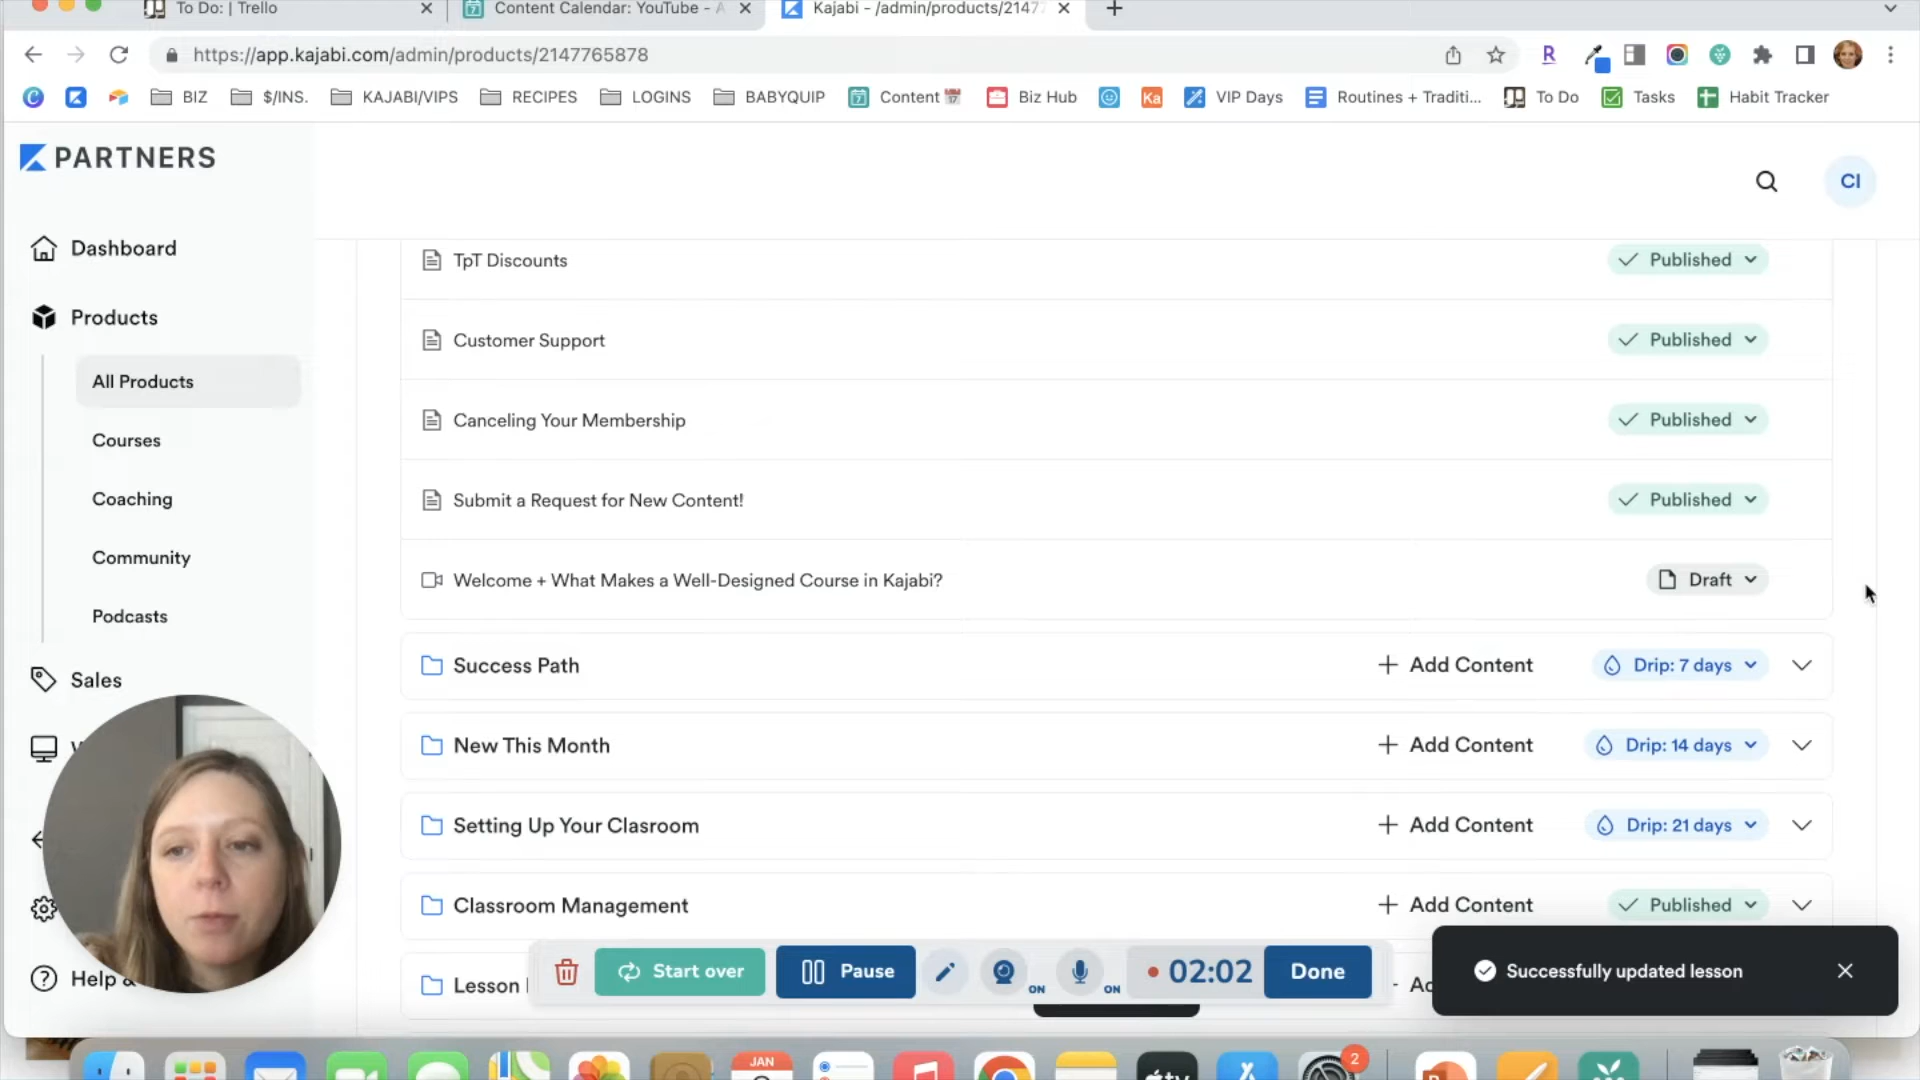 To Do: | Trello
Content Calendar: YouTube - A
Kajabi - /admin/products/2147
https://app.kajabi.com/admin/products/2147765878
R
BIZ
$/INS.
KAJABI/VIPS
RECIPES
LOGINS
BABYQUIP
Content
Biz Hub
Ka
VIP Days
Routines + Traditi...
To Do
Tasks
Habit Tracker
PARTNERS
CI
Dashboard
Products
All Products
Courses
Coaching
Community
Podcasts
Sales
Help &
TpT Discounts
Published
Customer Support
Published
Canceling Your Membership
Published
Submit a Request for New Content!
Published
Welcome + What Makes a Well-Designed Course in Kajabi?
Draft
Success Path
+ Add Content
Drip: 7 days
New This Month
+ Add Content
Drip: 14 days
Setting Up Your Clasroom
+ Add Content
Drip: 21 days
Classroom Management
+ Add Content
Published
Lesson
Start over
Pause
ON
ON
02:02
Done
Successfully updated lesson
JAN
2